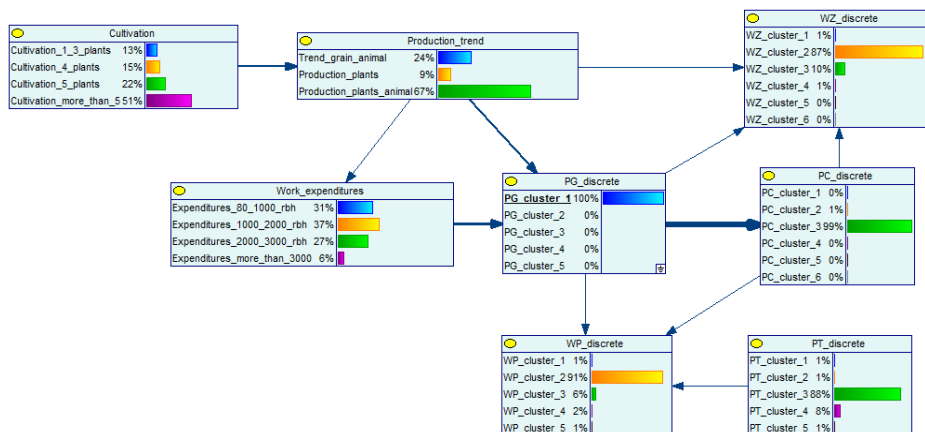 Cultivation
Cultivation_1_3_plants 13%
Cultivation_4_plants 15%
Cultivation_5_plants 22%
Cultivation_more_than_5 51%
Production_trend
Trend_grain_animal 24%
Production_plants 9%
Production_plants_animal 67%
WZ_discrete
WZ_cluster_1 1%
WZ_cluster_2 87%
WZ_cluster_3 10%
WZ_cluster_4 1%
WZ_cluster_5 0%
WZ_cluster_6 0%
Work_expenditures
Expenditures_80_1000_rbh 31%
Expenditures_1000_2000_rbh 37%
Expenditures_2000_3000_rbh 27%
Expenditures_more_than_3000 6%
PG_discrete
PG_cluster_1 100%
PG_cluster_2 0%
PG_cluster_3 0%
PG_cluster_4 0%
PG_cluster_5 0%
PC_discrete
PC_cluster_1 0%
PC_cluster_2 1%
PC_cluster_3 99%
PC_cluster_4 0%
PC_cluster_5 0%
PC_cluster_6 0%
WP_discrete
WP_cluster_1 1%
WP_cluster_2 91%
WP_cluster_3 6%
WP_cluster_4 2%
WP_cluster_5 1%
PT_discrete
PT_cluster_1 1%
PT_cluster_2 1%
PT_cluster_3 88%
PT_cluster_4 8%
PT_cluster_5 1%